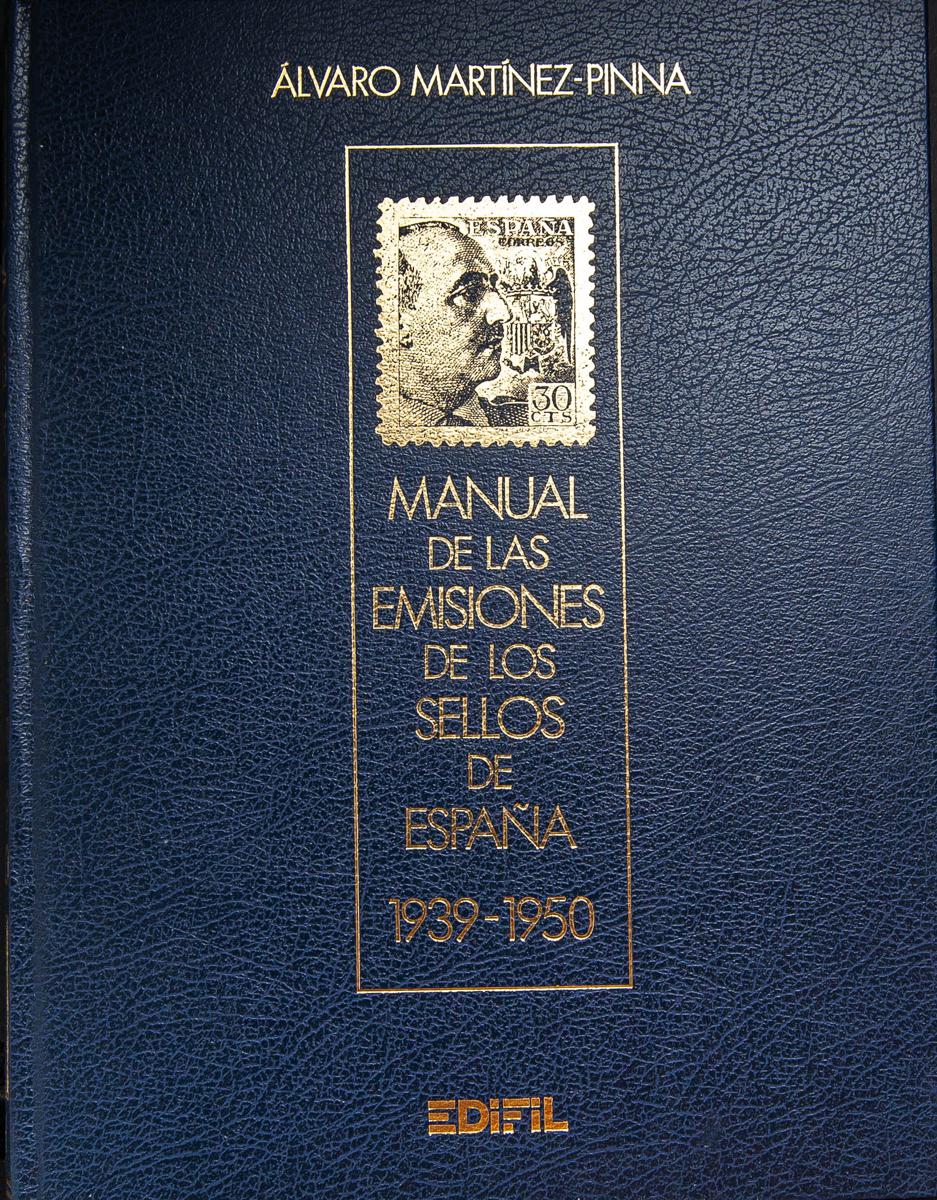 ÁLVARO MARTÍNEZ-PINNA
ESPAÑA
CORREOS
30
CTS
MANUAL
DE LAS
EMISIONES
DE LOS
SELLOS
DE
ESPAÑA
1939-1950
EDIFIL